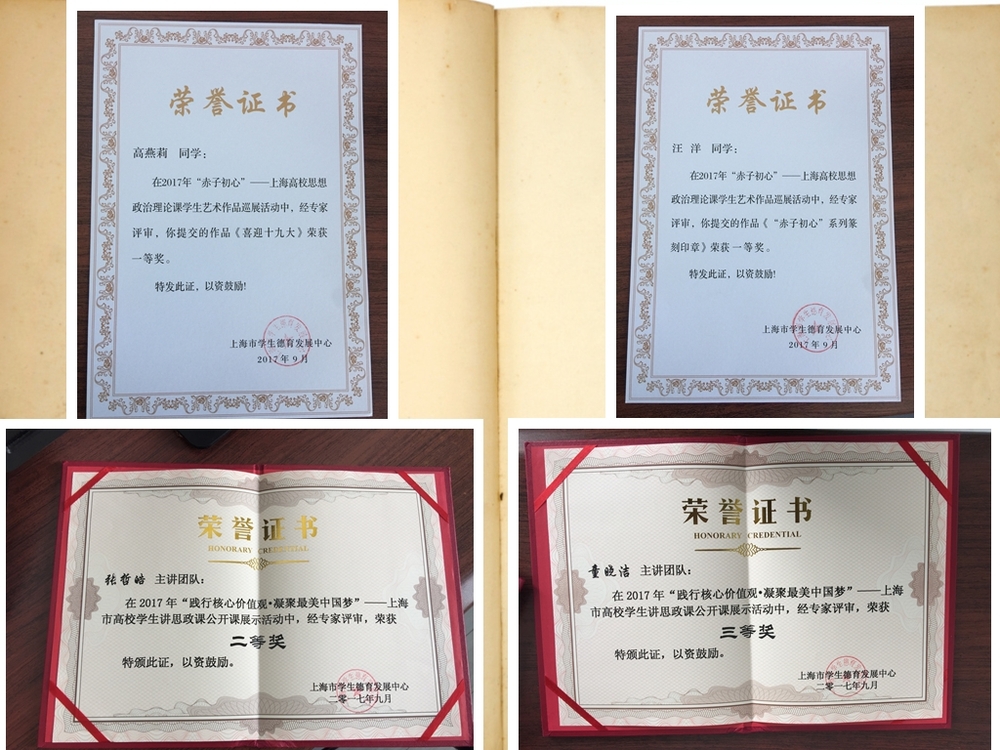 荣誉证书
高燕莉 同学:
在2017年“赤子初心”——上海高校思想
政治理论课学生艺术作品巡展活动中，经专家
评审，你提交的作品《喜迎十九大》荣获
一等奖。
特发此证，以资鼓励!
上海市学生德育发展中心
2017年9月
荣誉证书
汪 洋 同学:
在2017年“赤子初心”——上海高校思想
政治理论课学生艺术作品巡展活动中，经专家
评审，你提交的作品《“赤子初心”系列篆
刻印章》荣获一等奖。
特发此证，以资鼓励!
上海市学生德育发展中心
2017年9月
荣誉证书
HONORARY CREDENTIAL
张哲皓 主讲团队:
在2017年“践行核心价值观•凝聚最美中国梦”——上海
市高校学生讲思政课公开课展示活动中，经专家评审，荣获
二等奖
特颁此证，以资鼓励。
上海市学生德育发展中心
二零一七年九月
荣誉证书
HONORARY CREDENTIAL
童晓洁 主讲团队:
在2017年“践行核心价值观•凝聚最美中国梦”——上海
市高校学生讲思政课公开课展示活动中，经专家评审，荣获
三等奖
特颁此证，以资鼓励。
上海市学生德育发展中心
二零一七年九月